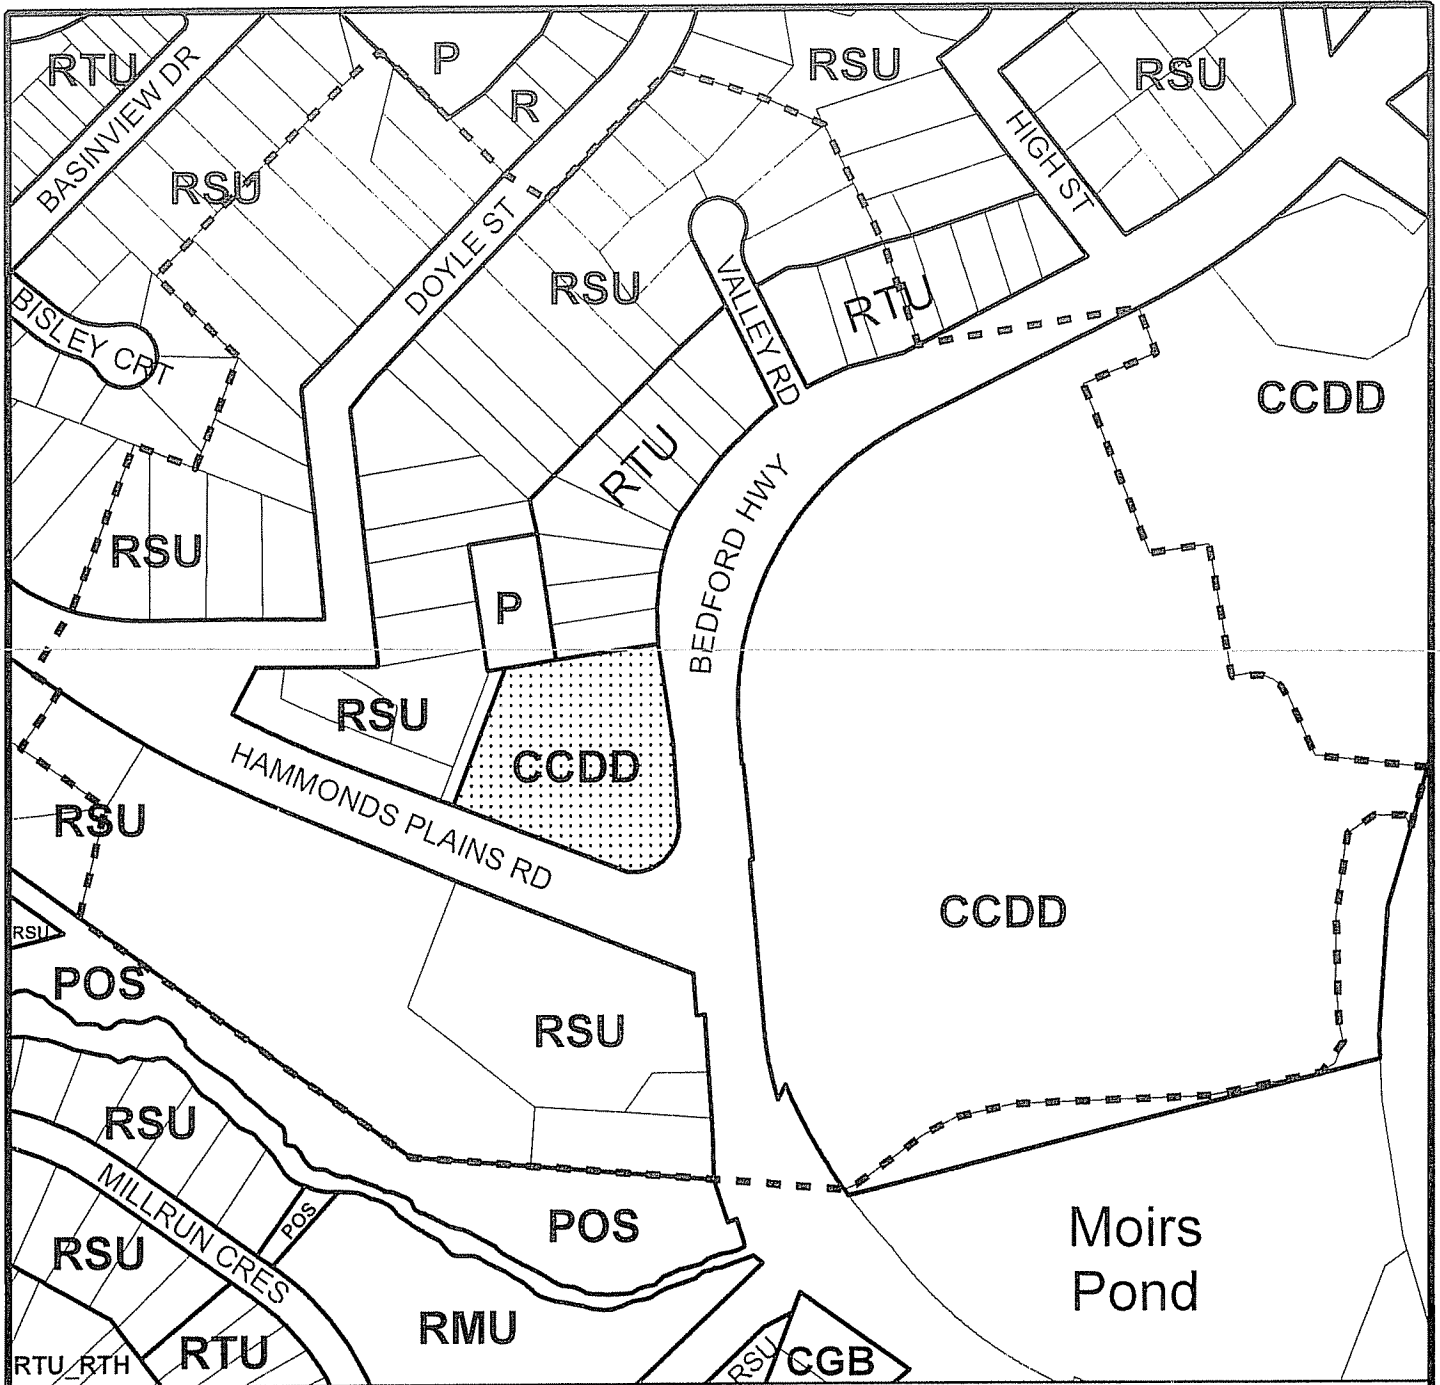 P
RTU
RSU
RSU
BASINVIEW DR
R
HIGH ST
RSU
DOYLE ST
RSU
VALLEY RD
RTU
BISLEY CRT
CCDD
RTU
BEDFORD HWY
RSU
P
RSU
CCDD
HAMMONDS PLAINS RD
RSU
CCDD
RSU
POS
RSU
RSU
MILLRUN CRES
POS
POS
Moirs
Pond
RSU
RMU
RTU_RTH
RTU
RSU
CGB